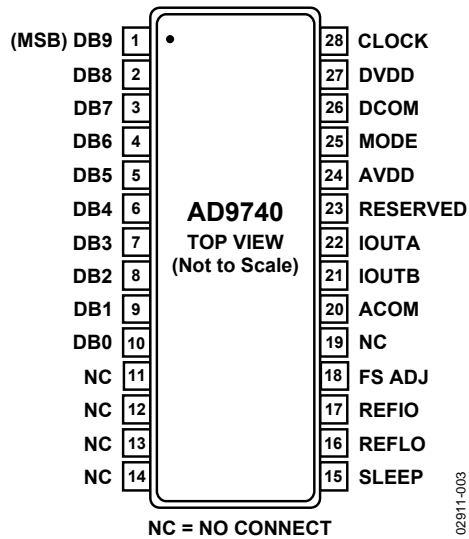 (MSB) DB9 1 28 CLOCK
DB8 2 27 DVDD
DB7 3 26 DCOM
DB6 4 25 MODE
DB5 5 24 AVDD
DB4 6 AD9740 23 RESERVED
DB3 7 TOP VIEW 22 IOUTA
DB2 8 (Not to Scale) 21 IOUTB
DB1 9 20 ACOM
DB0 10 19 NC
NC 11 18 FS ADJ
NC 12 17 REFIO
NC 13 16 REFLO
NC 14 15 SLEEP
NC = NO CONNECT
02911-003